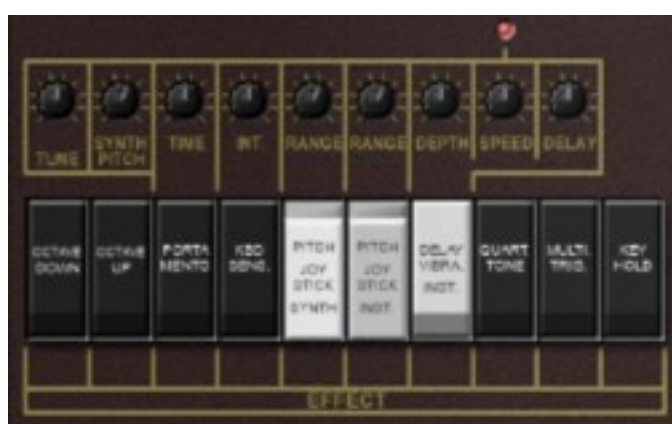 TUNE
SYNTH
PITCH
TIME
INT.
RANGE
RANGE
DEPTH
SPEED
DELAY
OCTAVE
DOWN
OCTAVE
UP
PORTA
MENTO
KBD
SENS.
PITCH
JOY
STICK
SYNTH
PITCH
JOY
STICK
INST.
DELAY
VIBRA.
INST.
QUART.
TONE
MULTI.
TRIG.
KEY
HOLD
EFFECT